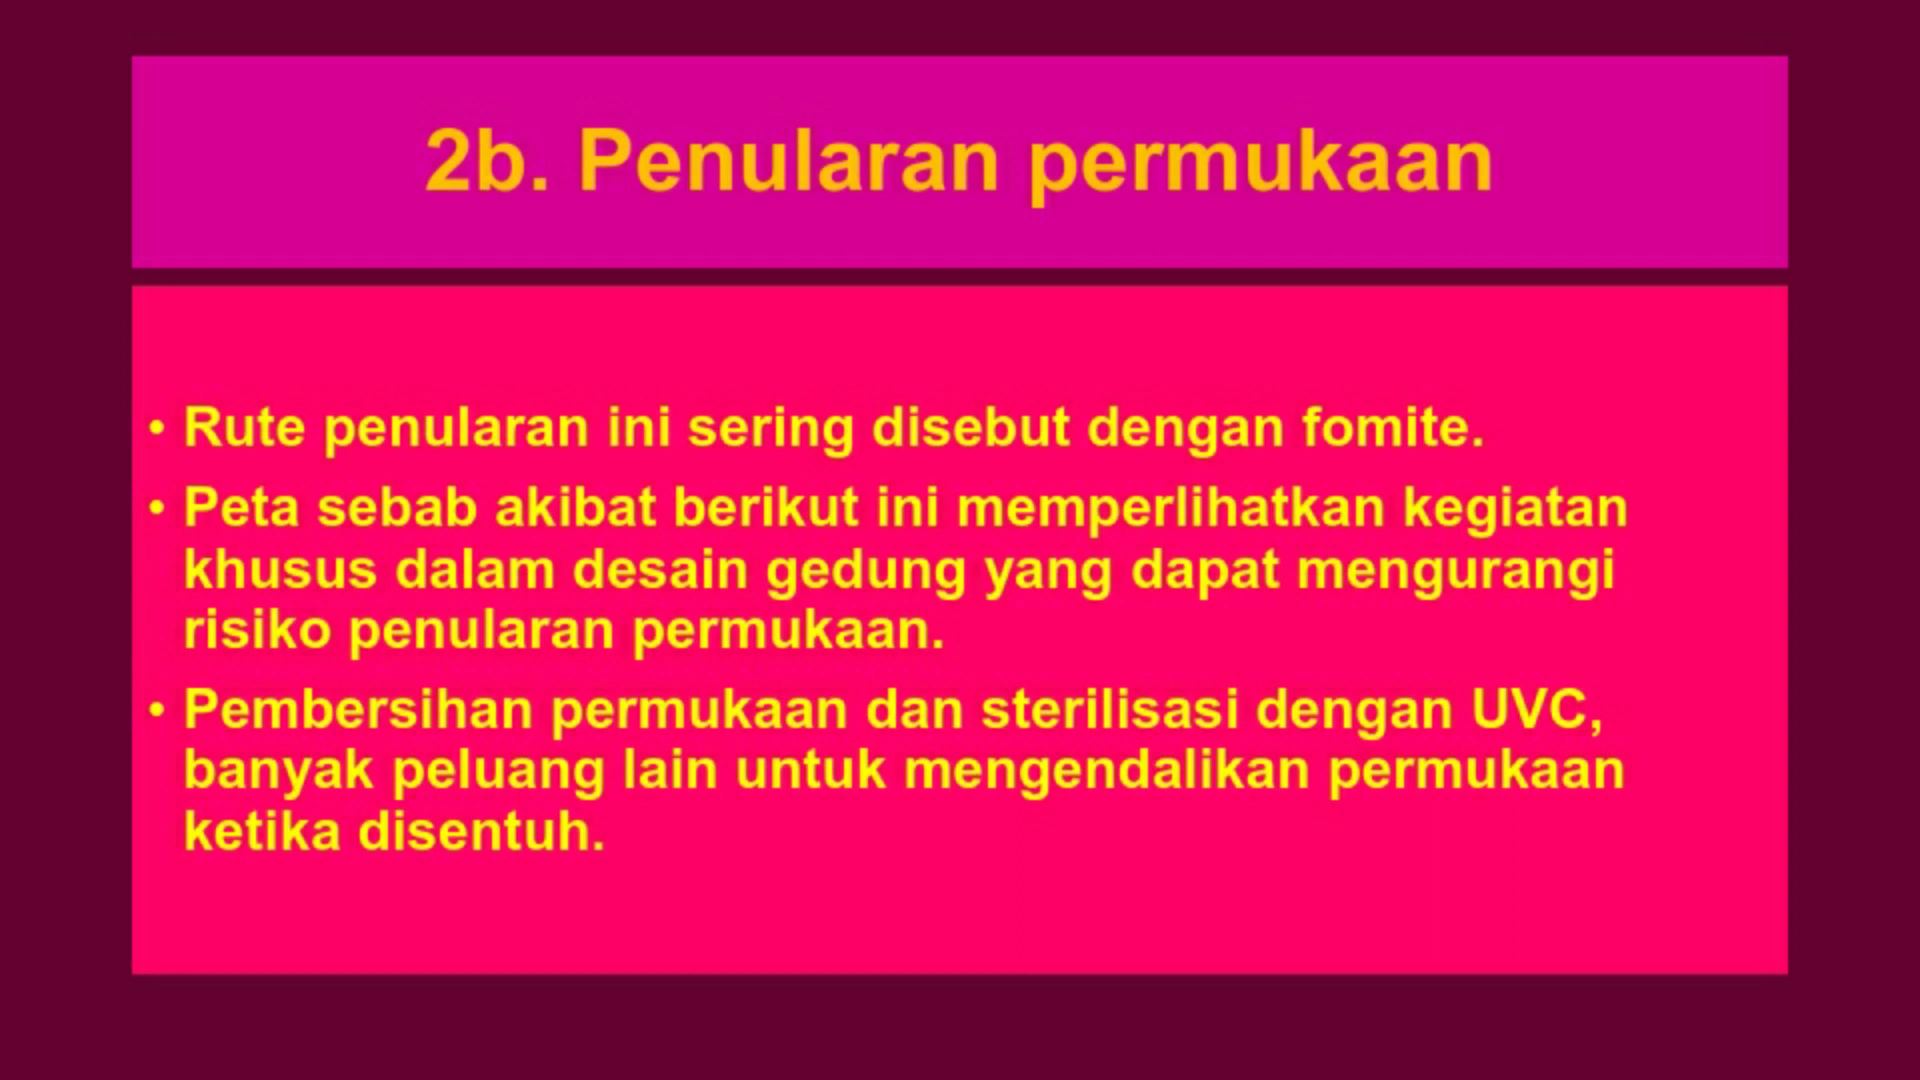 2b. Penularan permukaan
• Rute penularan ini sering disebut dengan fomite.
• Peta sebab akibat berikut ini memperlihatkan kegiatan
khusus dalam desain gedung yang dapat mengurangi
risiko penularan permukaan.
• Pembersihan permukaan dan sterilisasi dengan UVC,
banyak peluang lain untuk mengendalikan permukaan
ketika disentuh.